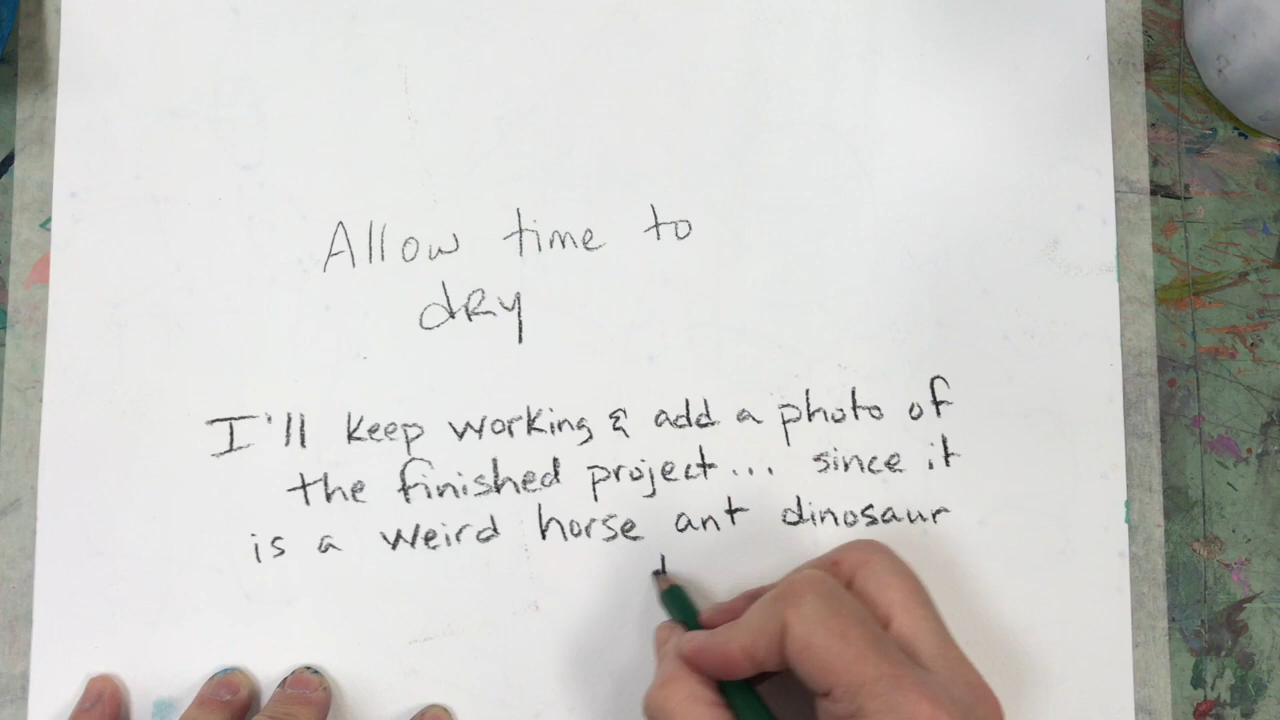 Allow time to
dry
I'll keep working & add a photo of
the finished project... since it
is a weird horse ant dinosaur